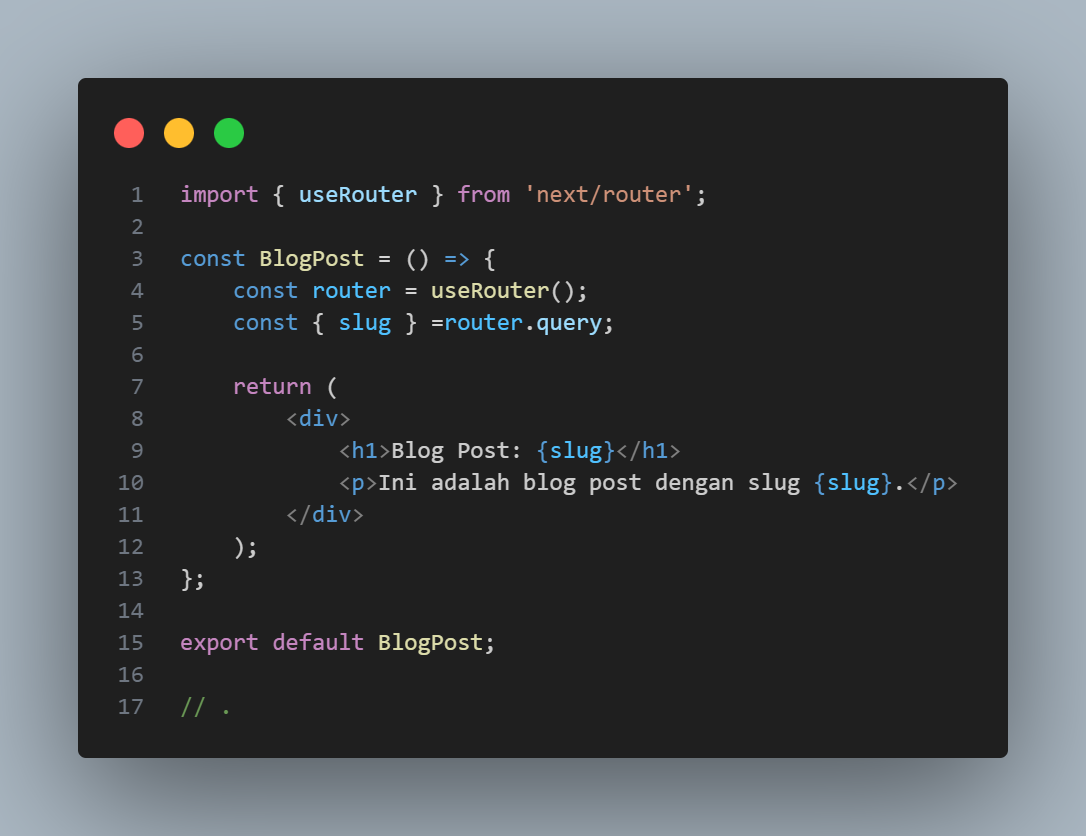 1 import { useRouter } from 'next/router';
2
3 const BlogPost = () => {
4     const router = useRouter();
5     const { slug } =router.query;
6
7     return (
8         <div>
9             <h1>Blog Post: {slug}</h1>
10             <p>Ini adalah blog post dengan slug {slug}.</p>
11         </div>
12     );
13 };
14
15 export default BlogPost;
16
17 // .